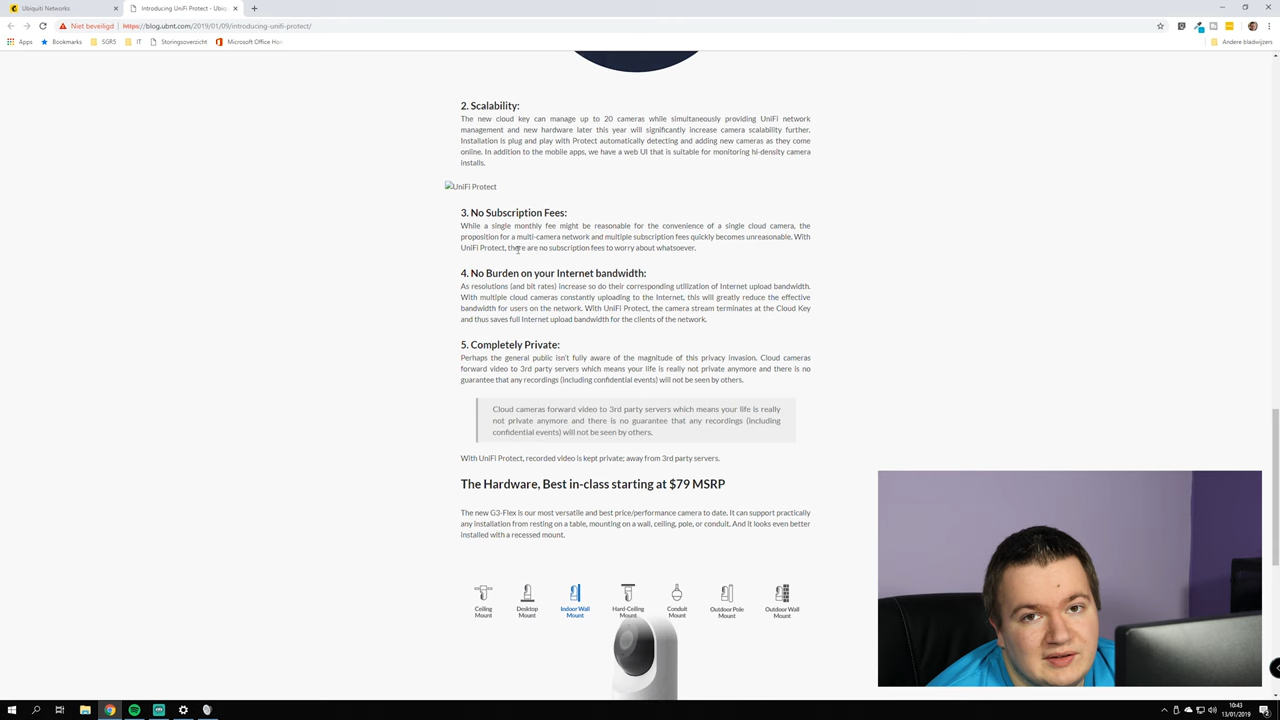 Ubiquiti Networks
Introducing UniFi Protect - Ubiq
Niet beveiligd
https://blog.ubnt.com/2019/01/09/introducing-unifi-protect/
Apps
Bookmarks
SGR5
IT
Storingsoverzicht
Microsoft Office Hom
Andere bladwijzers
2. Scalability:
The new cloud key can manage up to 20 cameras while simultaneously providing UniFi network
management and new hardware later this year will significantly increase camera scalability further.
Installation is plug and play with Protect automatically detecting and adding new cameras as they come
online. In addition to the mobile apps, we have a web UI that is suitable for monitoring hi-density camera
installs.
UniFi Protect
3. No Subscription Fees:
While a single monthly fee might be reasonable for the convenience of a single cloud camera, the
proposition for a multi-camera network and multiple subscription fees quickly becomes unreasonable. With
UniFi Protect, there are no subscription fees to worry about whatsoever.
4. No Burden on your Internet bandwidth:
As resolutions (and bit rates) increase so do their corresponding utilization of Internet upload bandwidth.
With multiple cloud cameras constantly uploading to the Internet, this will greatly reduce the effective
bandwidth for users on the network. With UniFi Protect, the camera stream terminates at the Cloud Key
and thus saves full Internet upload bandwidth for the clients of the network.
5. Completely Private:
Perhaps the general public isn't fully aware of the magnitude of this privacy invasion. Cloud cameras
forward video to 3rd party servers which means your life is really not private anymore and there is no
guarantee that any recordings (including confidential events) will not be seen by others.
Cloud cameras forward video to 3rd party servers which means your life is really
not private anymore and there is no guarantee that any recordings (including
confidential events) will not be seen by others.
With UniFi Protect, recorded video is kept private; away from 3rd party servers.
The Hardware, Best in-class starting at $79 MSRP
The new G3-Flex is our most versatile and best price/performance camera to date. It can support practically
any installation from resting on a table, mounting on a wall, ceiling, pole, or conduit. And it looks even better
installed with a recessed mount.
Ceiling
Mount
Desktop
Mount
Indoor Wall
Mount
Hard-Ceiling
Mount
Conduit
Mount
Outdoor Pole
Mount
Outdoor Wall
Mount
10:43
13/01/2019